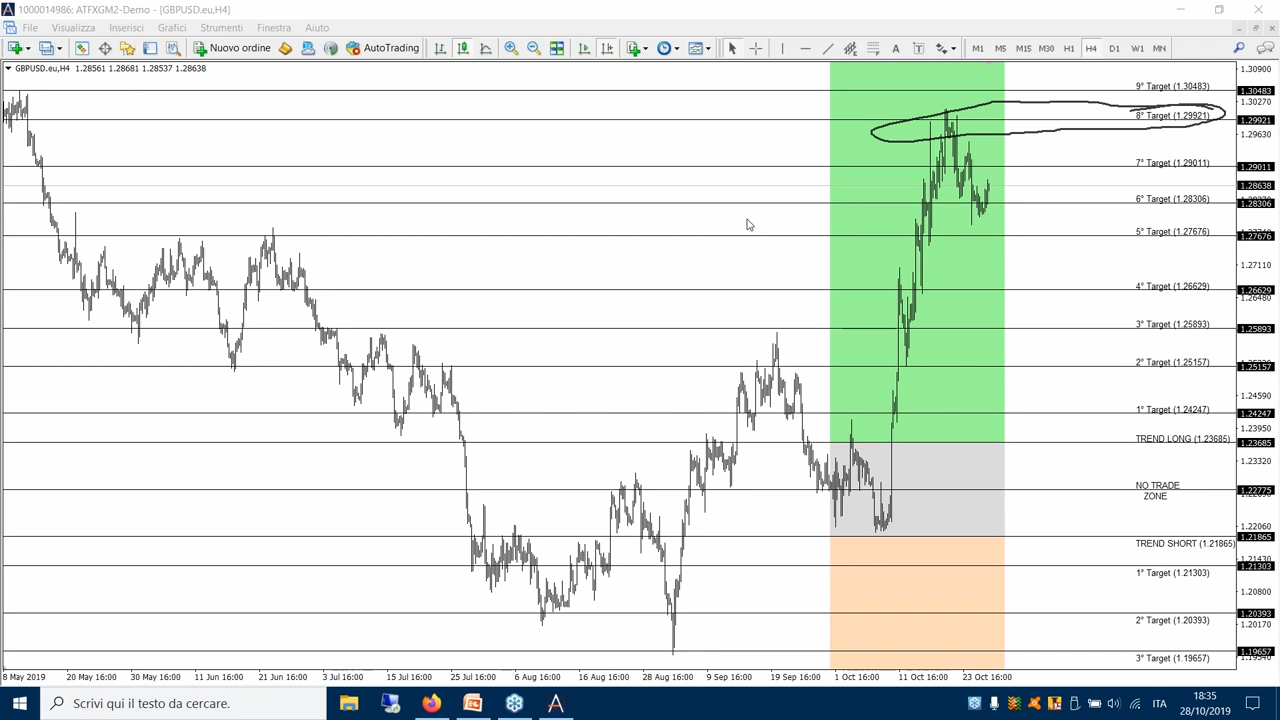 1000014986: ATFXGM2-Demo - [GBPUSD.eu,H4]
File Visualizza Inserisci Grafici Strumenti Finestra Aiuto
Nuovo ordine AutoTrading M1 M5 M15 M30 H1 H4 D1 W1 MN
GBPUSD.eu,H4 1.28561 1.28681 1.28537 1.28638
1.30900
9° Target (1.30483) 1.30483
1.30270
8° Target (1.29921) 1.29921
1.29630
7° Target (1.29011) 1.29011
1.28638
6° Target (1.28306) 1.28306
5° Target (1.27676) 1.27676
1.27110
4° Target (1.26629) 1.26629
1.26480
3° Target (1.25893) 1.25893
2° Target (1.25157) 1.25157
1.24590
1° Target (1.24247) 1.24247
1.23950
TREND LONG (1.23685) 1.23685
1.23320
NO TRADE
ZONE
1.22775
1.22060
TREND SHORT (1.21865) 1.21865
1.21430
1° Target (1.21303) 1.21303
1.20800
2° Target (1.20393) 1.20393
1.20170
3° Target (1.19657) 1.19657
8 May 2019 20 May 16:00 30 May 16:00 11 Jun 16:00 21 Jun 16:00 3 Jul 16:00 15 Jul 16:00 25 Jul 16:00 6 Aug 16:00 16 Aug 16:00 28 Aug 16:00 9 Sep 16:00 19 Sep 16:00 1 Oct 16:00 11 Oct 16:00 23 Oct 16:00
Scrivi qui il testo da cercare.
ITA
18:35
28/10/2019